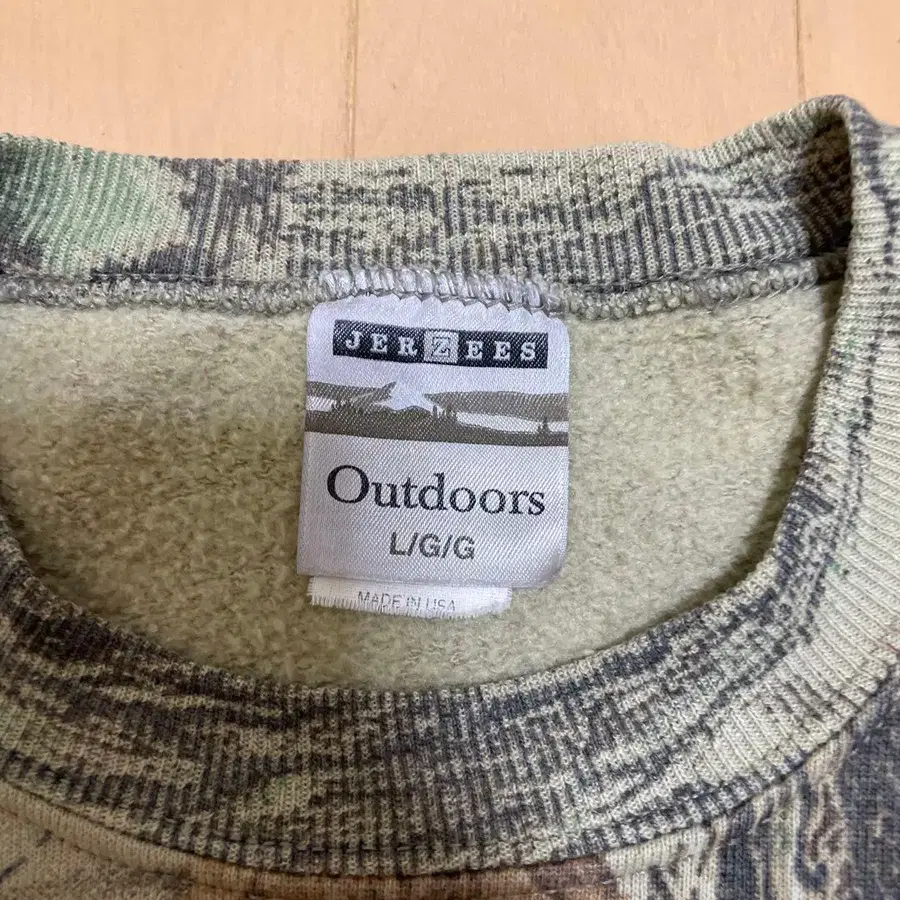 JERZEES
Outdoors
L/G/G
MADE IN USA